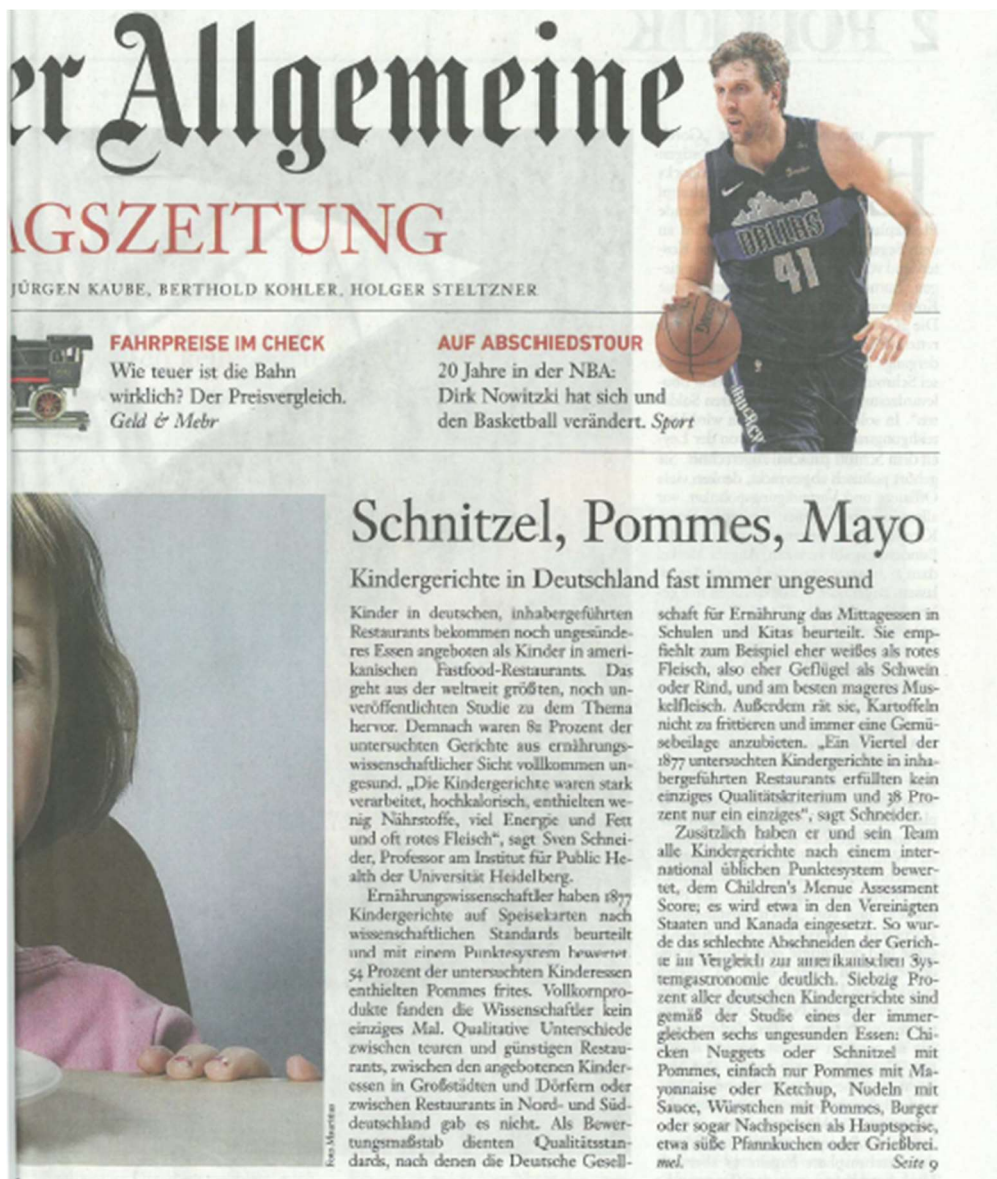 er Allgemeine
AGSZEITUNG
JÜRGEN KAUBE, BERTHOLD KOHLER, HOLGER STELTZNER
DALLAS
41
FAHRPREISE IM CHECK
Wie teuer ist die Bahn
wirklich? Der Preisvergleich.
Geld & Mehr
AUF ABSCHIEDSTOUR
20 Jahre in der NBA:
Dirk Nowitzki hat sich und
den Basketball verändert. Sport
Schnitzel, Pommes, Mayo
Kindergerichte in Deutschland fast immer ungesund
Kinder in deutschen, inhabergeführten
Restaurants bekommen noch ungesünde-
res Essen angeboten als Kinder in ameri-
kanischen Fastfood-Restaurants. Das
geht aus der weltweit größten, noch un-
veröffentlichten Studie zu dem Thema
hervor. Demnach waren 82 Prozent der
untersuchten Gerichte aus ernährungs-
wissenschaftlicher Sicht vollkommen un-
gesund. „Die Kindergerichte waren stark
verarbeitet, hochkalorisch, enthielten we-
nig Nährstoffe, viel Energie und Fett
und oft rotes Fleisch“, sagt Sven Schnei-
der, Professor am Institut für Public He-
alth der Universität Heidelberg.
Ernährungswissenschaftler haben 1877
Kindergerichte auf Speisekarten nach
wissenschaftlichen Standards beurteilt
und mit einem Punktesystem bewertet.
54 Prozent der untersuchten Kinderessen
enthielten Pommes frites. Vollkornpro-
dukte fanden die Wissenschaftler kein
einziges Mal. Qualitative Unterschiede
zwischen teuren und günstigen Restau-
rants, zwischen den angebotenen Kinder-
essen in Großstädten und Dörfern oder
zwischen Restaurants in Nord- und Süd-
deutschland gab es nicht. Als Bewer-
tungsmaßstab dienten Qualitätsstan-
dards, nach denen die Deutsche Gesell-
schaft für Ernährung das Mittagessen in
Schulen und Kitas beurteilt. Sie emp-
fiehlt zum Beispiel eher weißes als rotes
Fleisch, also eher Geflügel als Schwein
oder Rind, und am besten mageres Mus-
kelfleisch. Außerdem rät sie, Kartoffeln
nicht zu frittieren und immer eine Gemü-
sebeilage anzubieten. „Ein Viertel der
1877 untersuchten Kindergerichte in inha-
bergeführten Restaurants erfüllten kein
einziges Qualitätskriterium und 38 Pro-
zent nur ein einziges“, sagt Schneider.
Zusätzlich haben er und sein Team
alle Kindergerichte nach einem inter-
national üblichen Punktesystem bewer-
tet, dem Children's Menue Assessment
Score; es wird etwa in den Vereinigten
Staaten und Kanada eingesetzt. So wur-
de das schlechte Abschneiden der Gerich-
te im Vergleich zur amerikanischen Sys-
temgastronomie deutlich. Siebzig Pro-
zent aller deutschen Kindergerichte sind
gemäß der Studie eines der immer-
gleichen sechs ungesunden Essen: Chi-
cken Nuggets oder Schnitzel mit
Pommes, einfach nur Pommes mit Ma-
yonnaise oder Ketchup, Nudeln mit
Sauce, Würstchen mit Pommes, Burger
oder sogar Nachspeisen als Hauptspeise,
etwa süße Pfannkuchen oder Grießbrei.
mel. Seite 9
Foto Mauritius